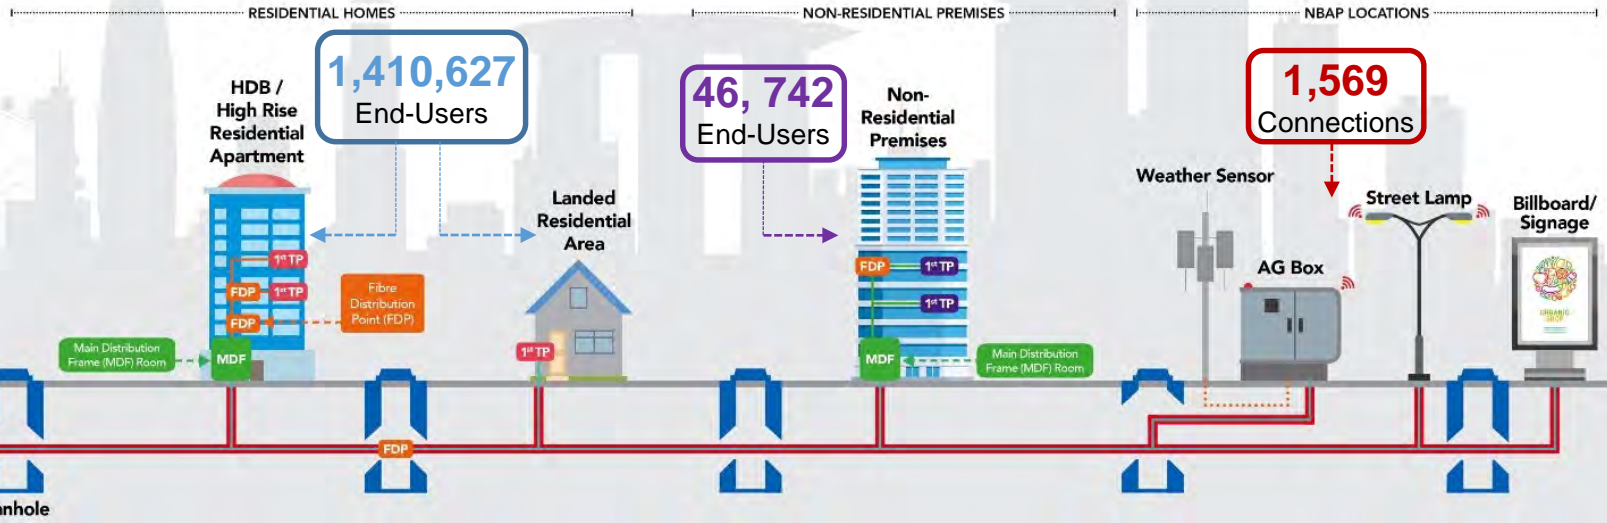 RESIDENTIAL HOMES
NON-RESIDENTIAL PREMISES
NBAP LOCATIONS
1,410,627
End-Users
46, 742
End-Users
1,569
Connections
HDB /
High Rise
Residential
Apartment
Landed
Residential
Area
Non-
Residential
Premises
Weather Sensor
AG Box
Street Lamp
Billboard/
Signage
1st TP
FDP
1st TP
FDP
Fibre
Distribution
Point (FDP)
Main Distribution
Frame (MDF) Room
MDF
1st TP
FDP
1st TP
1st TP
MDF
Main Distribution
Frame (MDF) Room
ORGANIC
SHOP
FDP
anhole